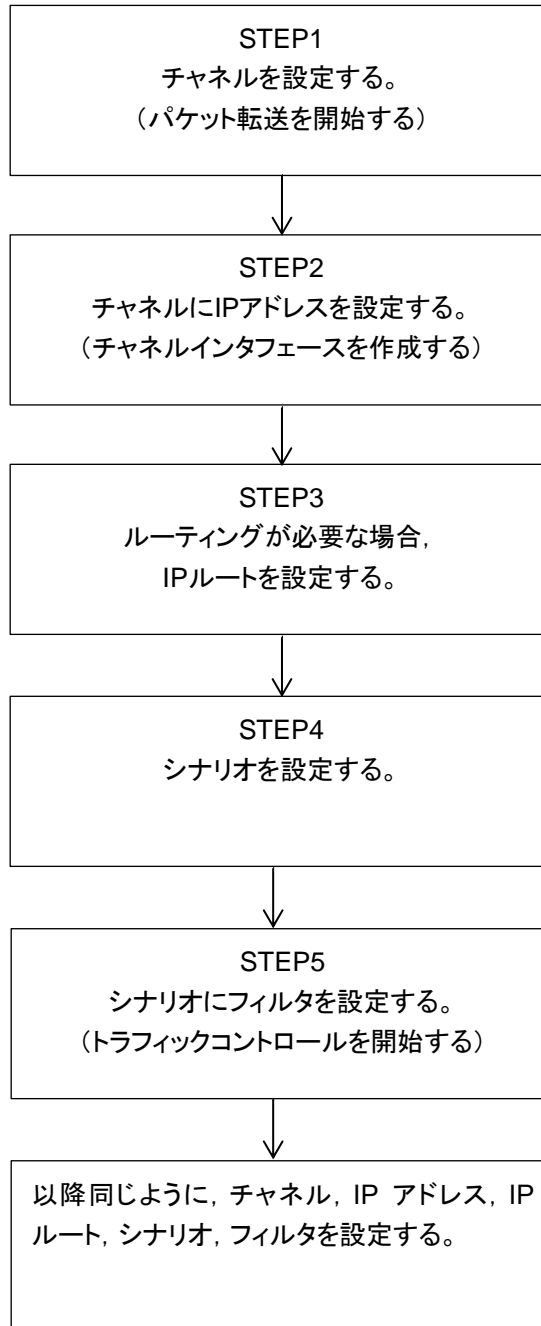 STEP1
チャネルを設定する。
（パケット転送を開始する）
STEP2
チャネルにIPアドレスを設定する。
（チャネルインタフェースを作成する）
STEP3
ルーティングが必要な場合,
IPルートを設定する。
STEP4
シナリオを設定する。
STEP5
シナリオにフィルタを設定する。
（トラフィックコントロールを開始する）
以降同じように, チャネル, IP アドレス, IP
ルート, シナリオ, フィルタを設定する。